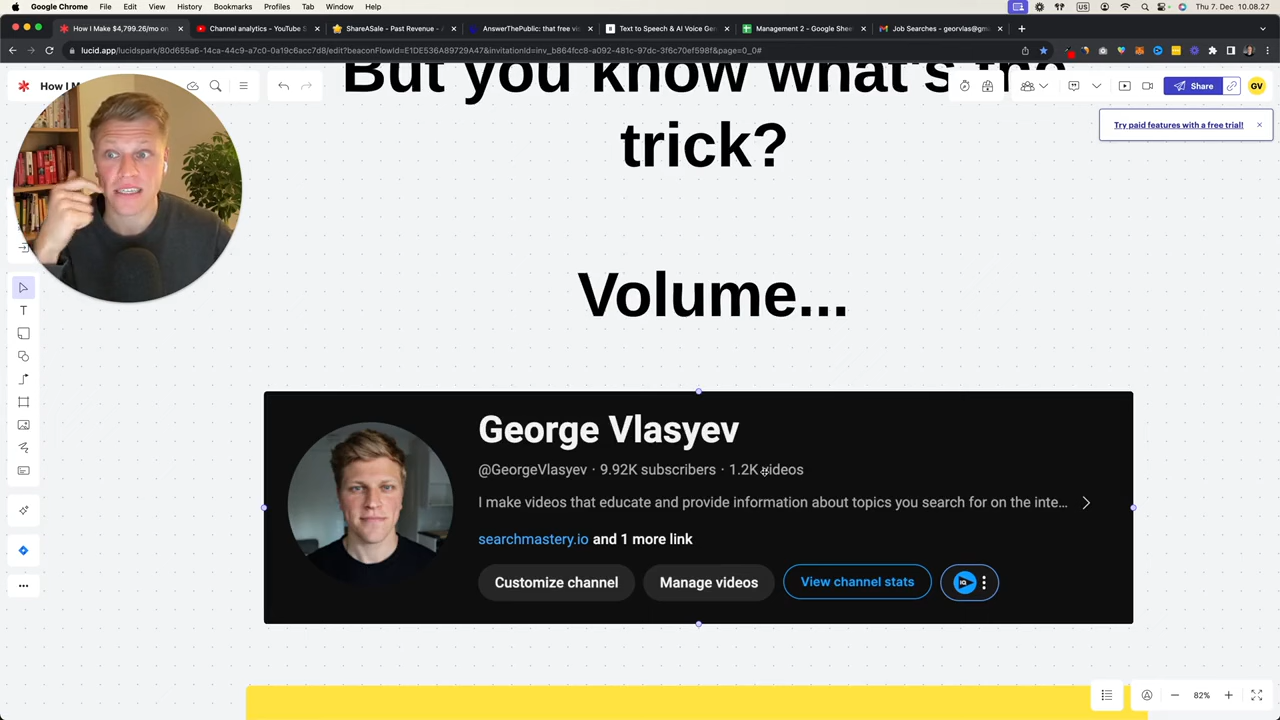 Google Chrome File Edit View History Bookmarks Profiles Tab Window Help US Thu 7. Dec 10.08.27
How I Make $4,799.26/mo on
Channel analytics - YouTube S
ShareASale - Past Revenue - A
AnswerThePublic: that free vi
Text to Speech & AI Voice Gen
Management 2 - Google Shee
Job Searches - georvlas@gm
How I M
But you know what's the
Share
GV
Try paid features with a free trial!
trick?
Volume...
George Vlasyev
@GeorgeVlasyev · 9.92K subscribers · 1.2K videos
I make videos that educate and provide information about topics you search for on the inte...
searchmastery.io and 1 more link
Customize channel
Manage videos
View channel stats
IQ
T
82%